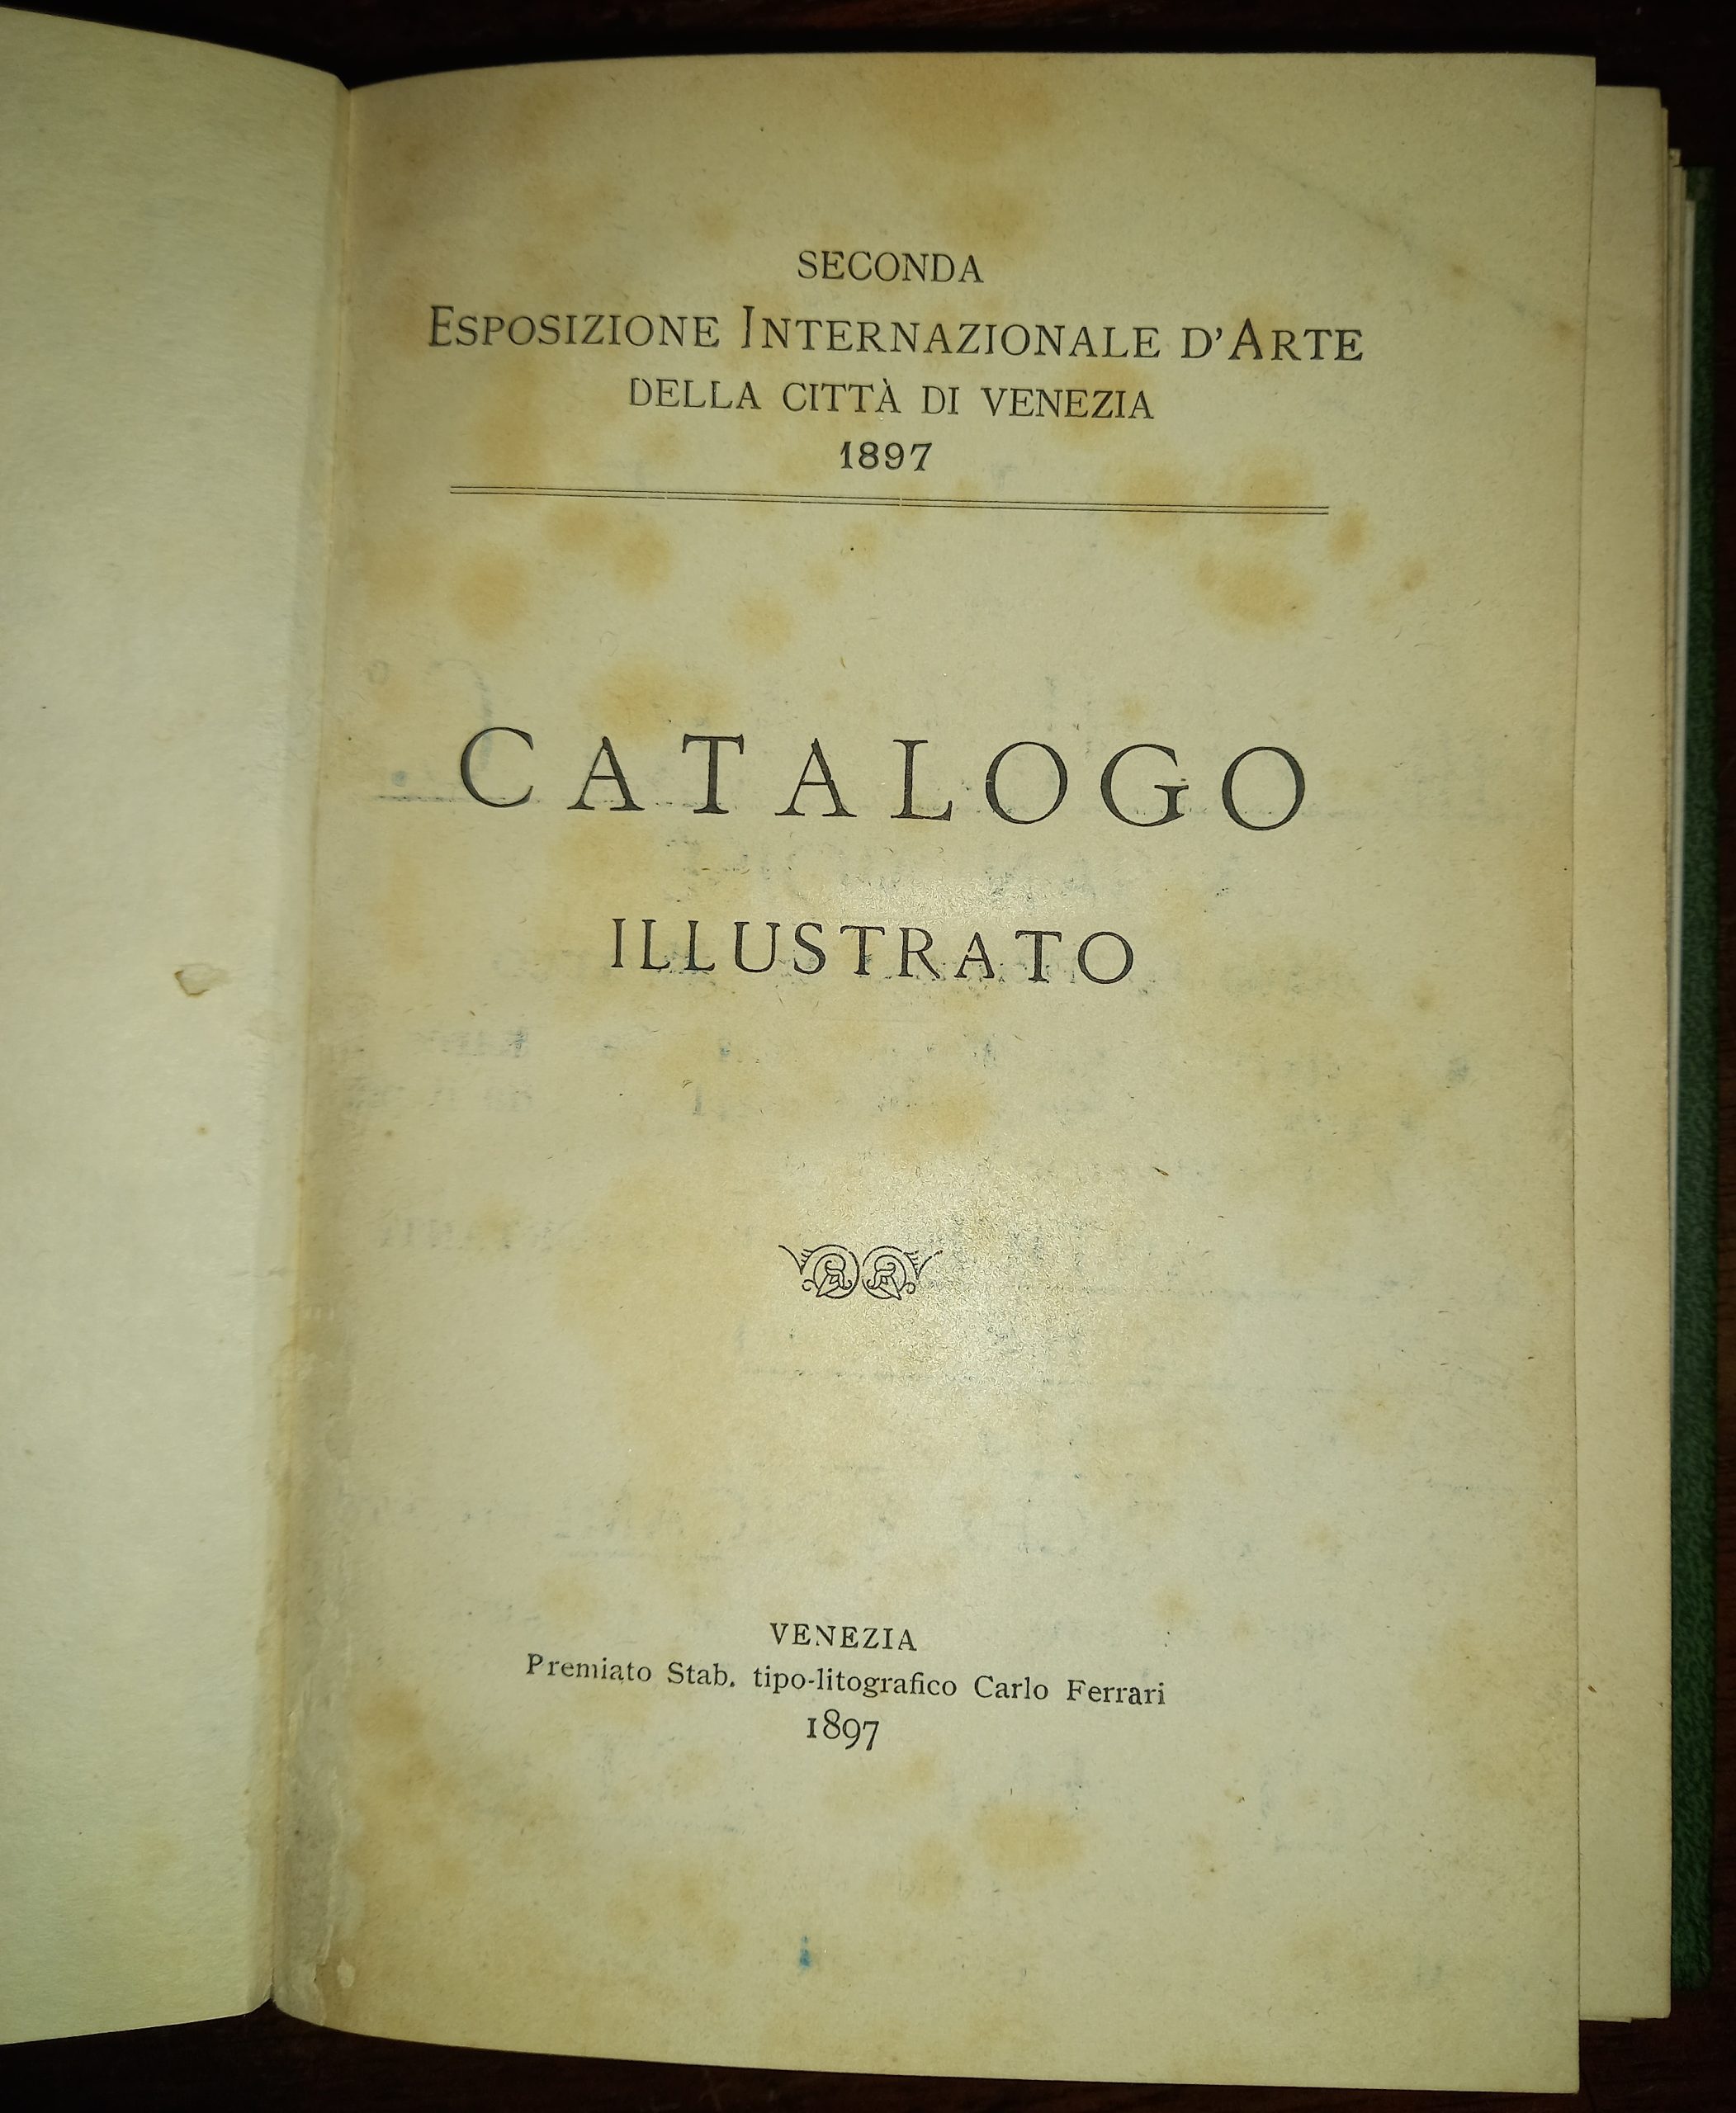 SECONDA
ESPOSIZIONE INTERNAZIONALE D'ARTE
DELLA CITTÀ DI VENEZIA
1897
CATALOGO
ILLUSTRATO
VENEZIA
Premiato Stab. tipo-litografico Carlo Ferrari
1897